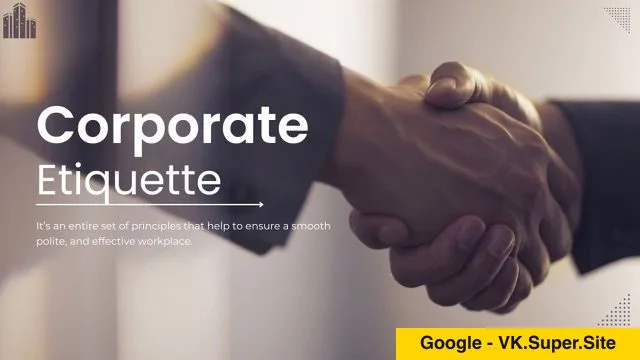 Corporate
Etiquette
It's an entire set of principles that help to ensure a smooth
polite, and effective workplace.
Google - VK.Super.Site